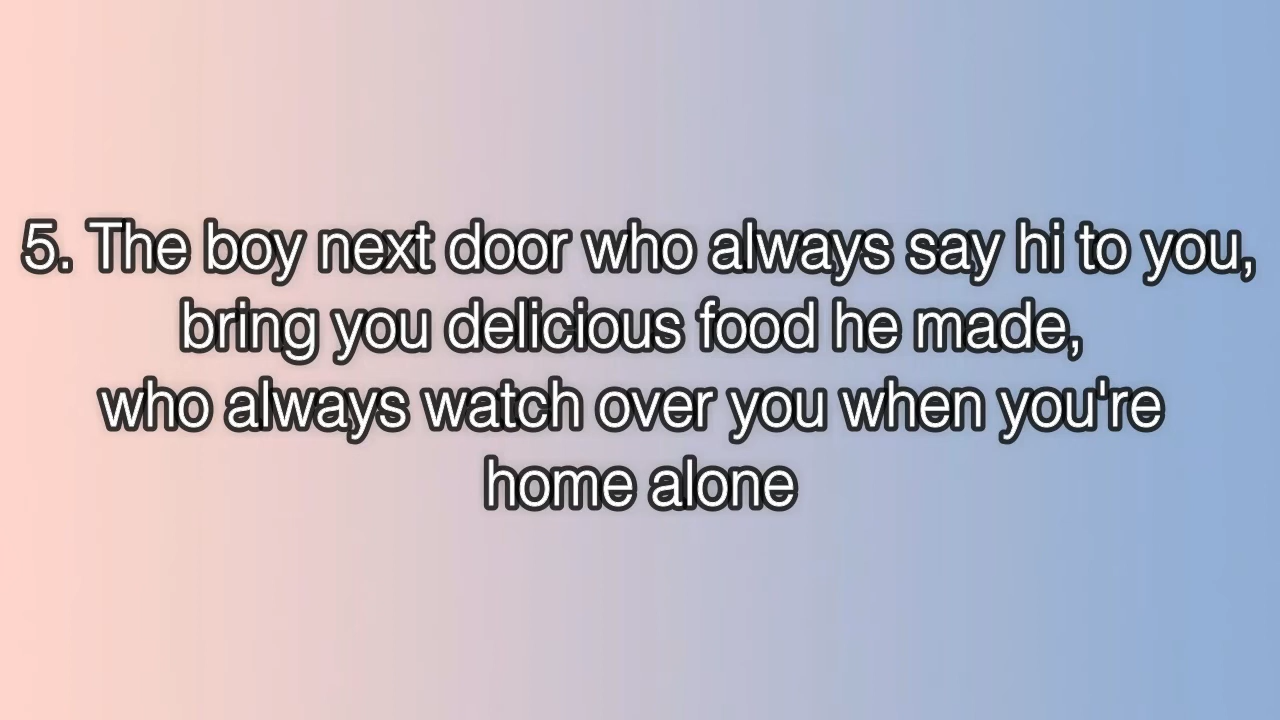 5. The boy next door who always say hi to you,
bring you delicious food he made,
who always watch over you when you're
home alone